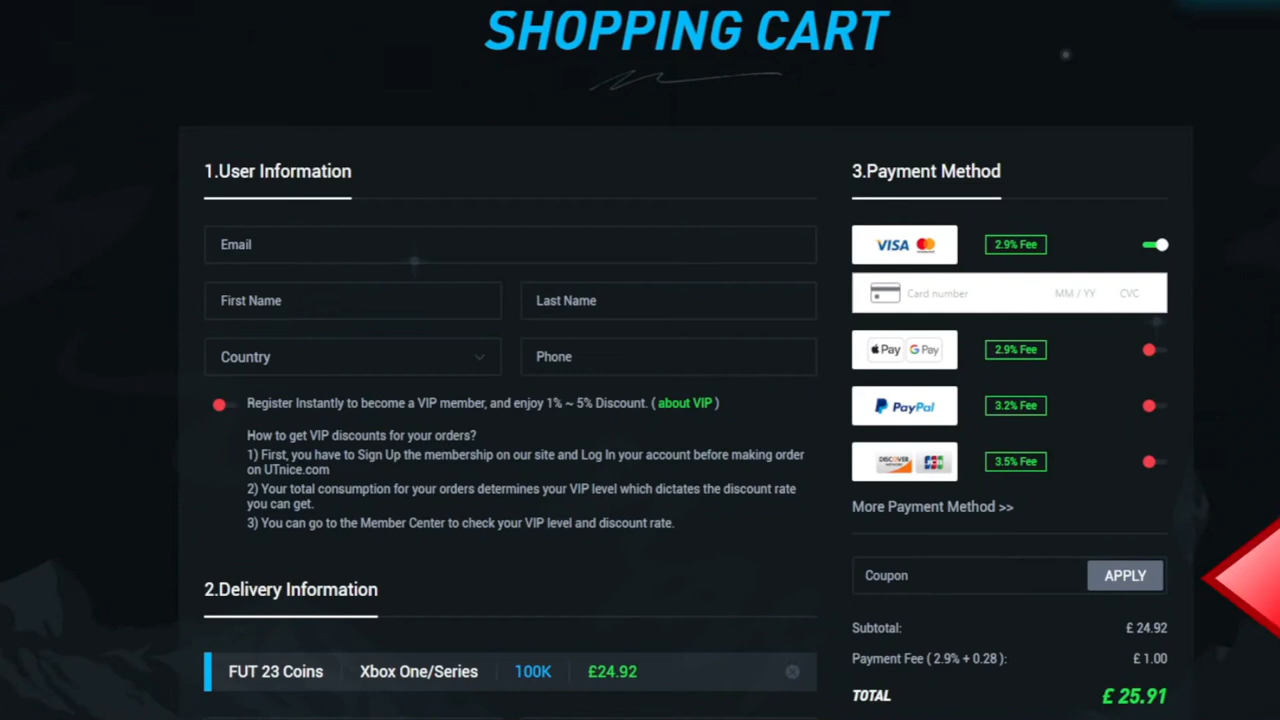 SHOPPING CART
1.User Information
Email
First Name
Last Name
Country
Phone
Register Instantly to become a VIP member, and enjoy 1% ~ 5% Discount. ( about VIP )
How to get VIP discounts for your orders?
1) First, you have to Sign Up the membership on our site and Log In your account before making order
on UTnice.com
2) Your total consumption for your orders determines your VIP level which dictates the discount rate
you can get.
3) You can go to the Member Center to check your VIP level and discount rate.
2.Delivery Information
FUT 23 Coins Xbox One/Series 100K £24.92
3.Payment Method
VISA 2.9% Fee
Card number MM / YY CVC
Pay G Pay 2.9% Fee
PayPal 3.2% Fee
DISCOVER NETWORK JCB 3.5% Fee
More Payment Method >>
Coupon APPLY
Subtotal: £ 24.92
Payment Fee ( 2.9% + 0.28 ): £ 1.00
TOTAL £ 25.91